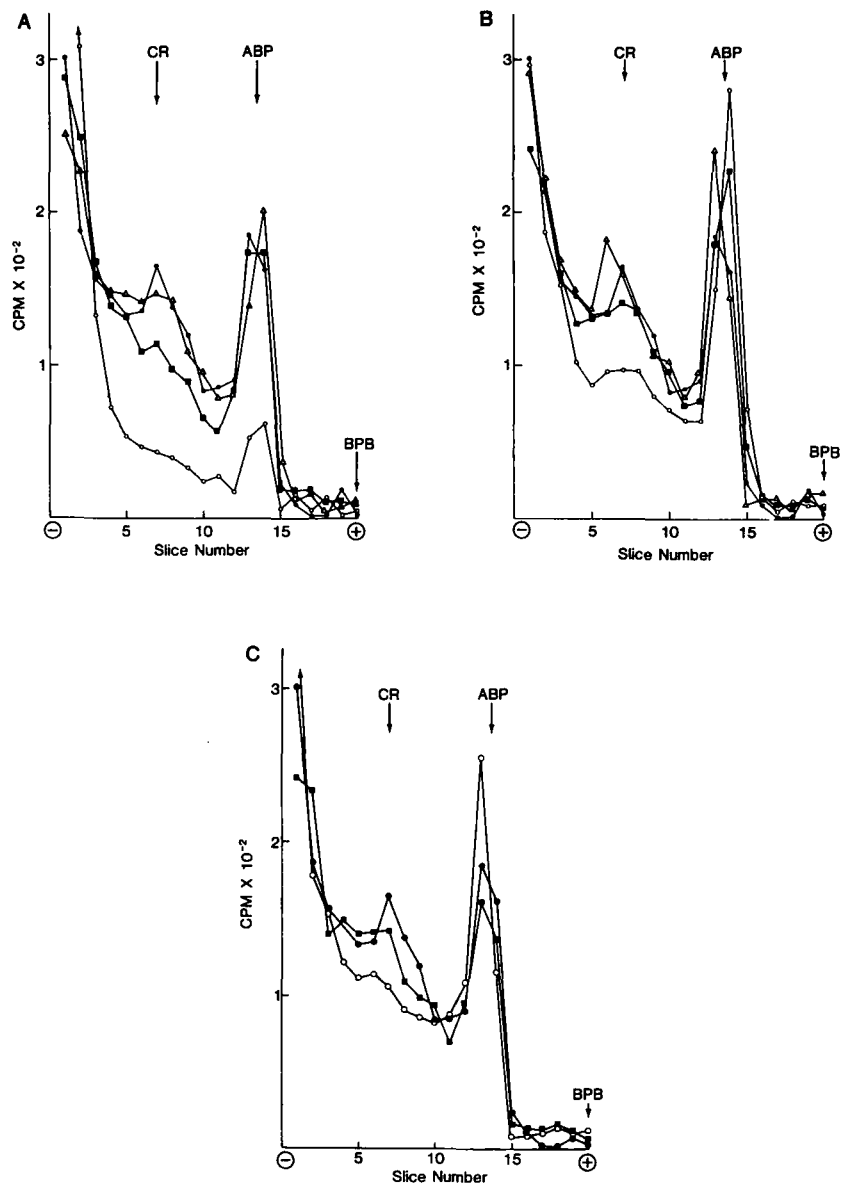 A
CR
ABP
3
2
1
CPM X 10⁻²
BPB
⊖
5
10
15
⊕
Slice Number
B
CR
ABP
3
2
1
CPM X 10⁻²
BPB
⊖
5
10
15
⊕
Slice Number
C
CR
ABP
3
2
1
CPM X 10⁻²
BPB
⊖
5
10
15
⊕
Slice Number